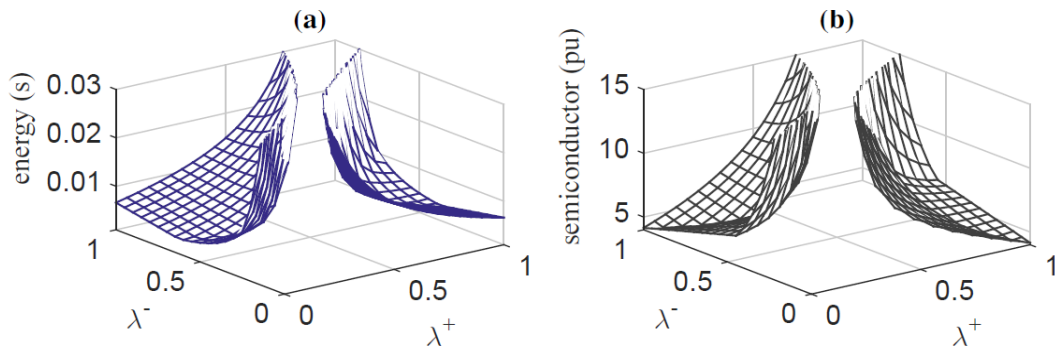 (a)
energy (s)
0.03
0.02
0.01
1
0.5
0
λ-
0
0.5
1
λ+
(b)
semiconductor (pu)
15
10
5
1
0.5
0
λ-
0
0.5
1
λ+